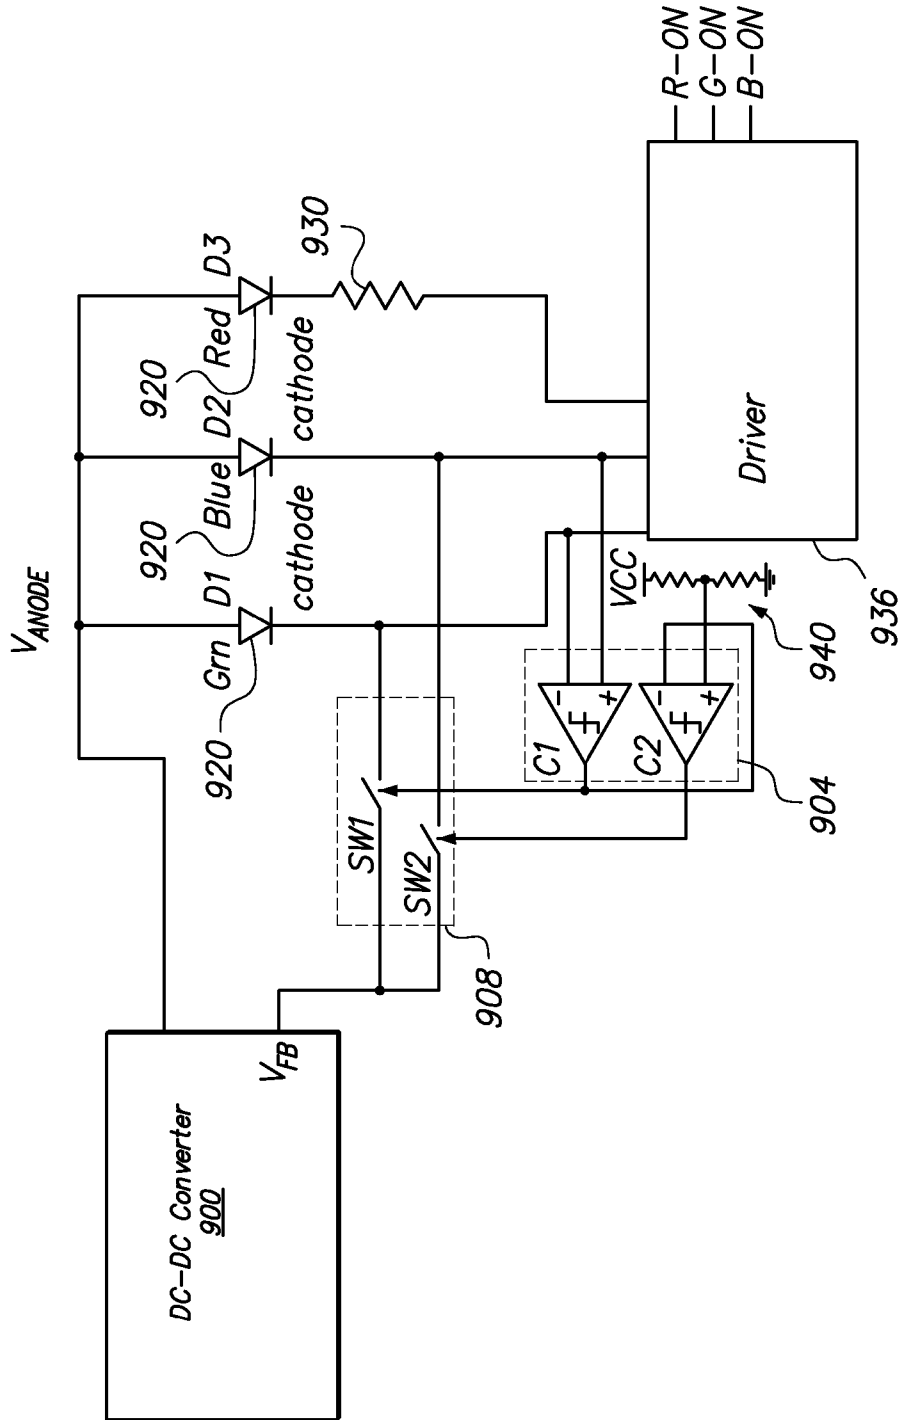 V_ANODE
DC-DC Converter
900
V_FB
Grn
D1
920
Blue
D2
920
Red
D3
920
cathode
cathode
930
SW1
SW2
908
C1
-
+
C2
-
+
904
VCC
940
Driver
936
R-ON
G-ON
B-ON